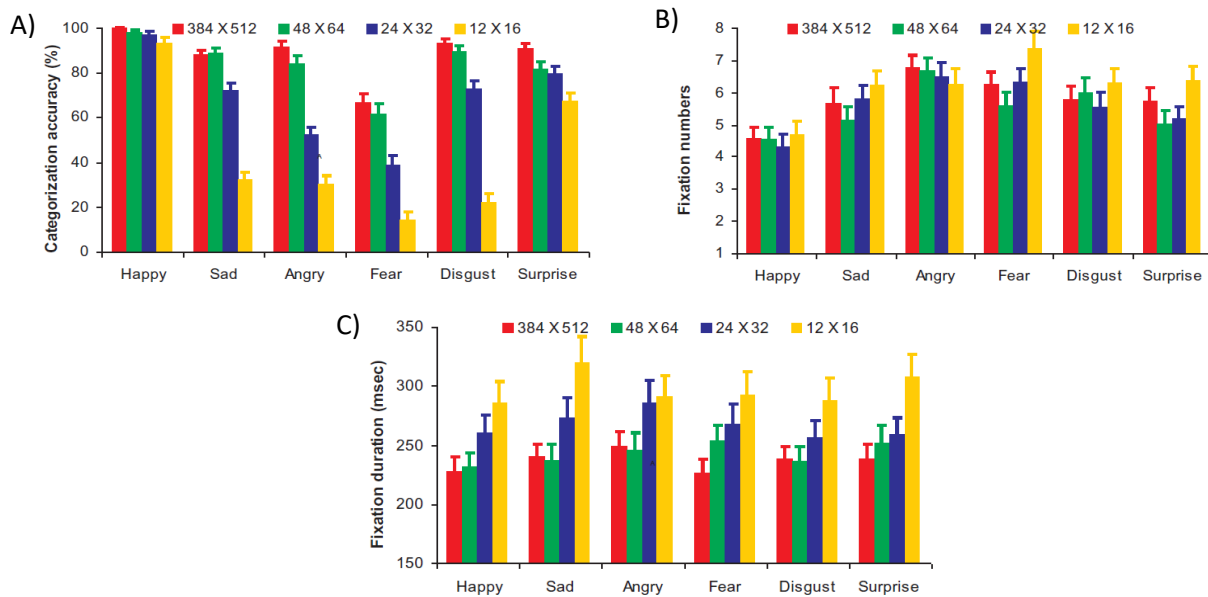 A)
384 X 512 48 X 64 24 X 32 12 X 16
Categorization accuracy (%)
100
80
60
40
20
0
Happy Sad Angry Fear Disgust Surprise
B)
384 X 512 48 X 64 24 X 32 12 X 16
Fixation numbers
8
7
6
5
4
3
2
1
Happy Sad Angry Fear Disgust Surprise
C)
384 X 512 48 X 64 24 X 32 12 X 16
Fixation duration (msec)
350
300
250
200
150
Happy Sad Angry Fear Disgust Surprise